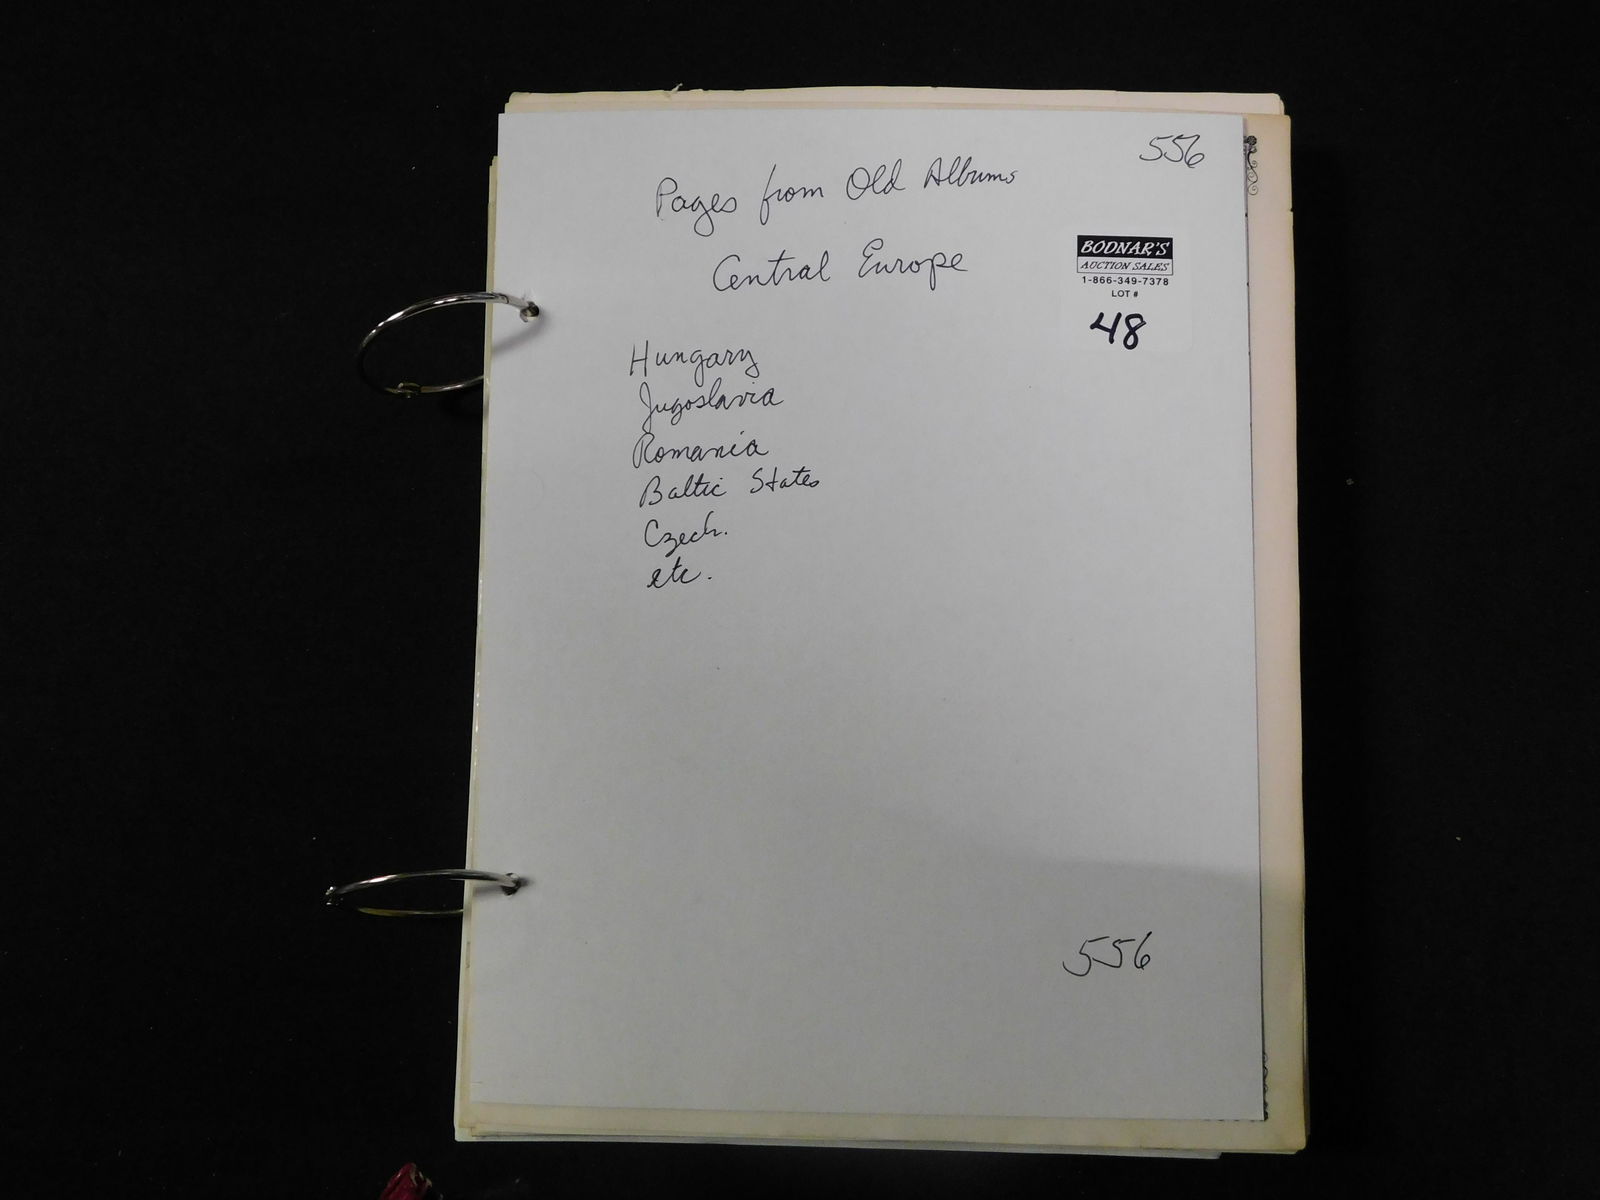 556
Pages from Old Albums
Central Europe
BODNAR'S
AUCTION SALES
1-866-349-7378
LOT #
48
Hungary
Jugoslavia
Romania
Baltic States
Czech.
etc.
556